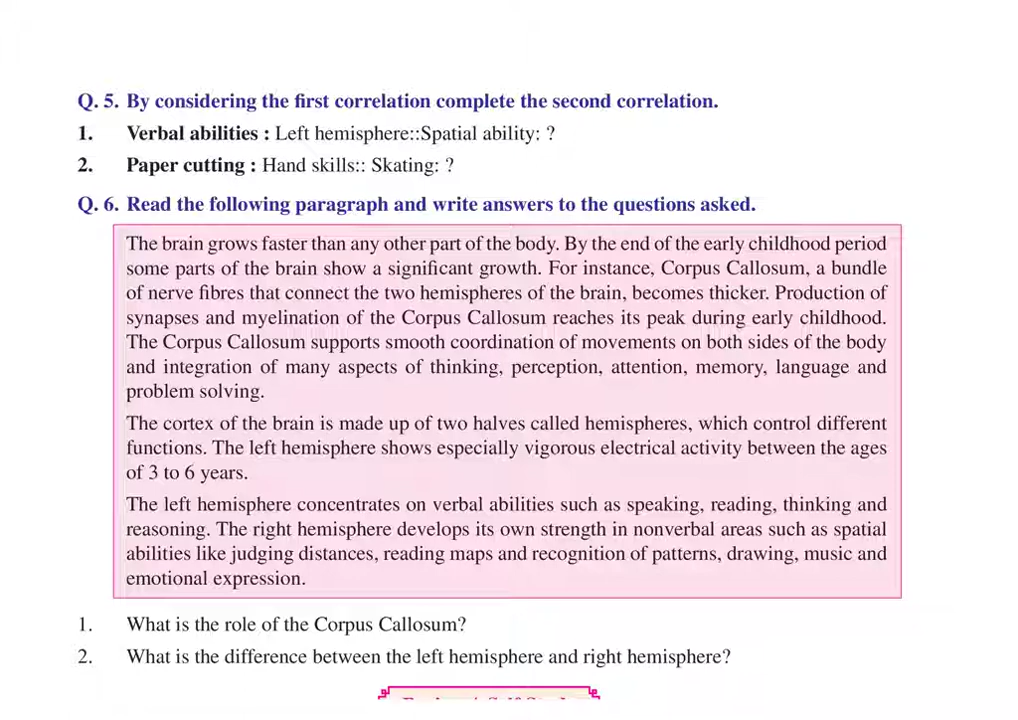 Q. 5. By considering the first correlation complete the second correlation.
1. Verbal abilities : Left hemisphere::Spatial ability: ?
2. Paper cutting : Hand skills:: Skating: ?
Q. 6. Read the following paragraph and write answers to the questions asked.
The brain grows faster than any other part of the body. By the end of the early childhood period
some parts of the brain show a significant growth. For instance, Corpus Callosum, a bundle
of nerve fibres that connect the two hemispheres of the brain, becomes thicker. Production of
synapses and myelination of the Corpus Callosum reaches its peak during early childhood.
The Corpus Callosum supports smooth coordination of movements on both sides of the body
and integration of many aspects of thinking, perception, attention, memory, language and
problem solving.
The cortex of the brain is made up of two halves called hemispheres, which control different
functions. The left hemisphere shows especially vigorous electrical activity between the ages
of 3 to 6 years.
The left hemisphere concentrates on verbal abilities such as speaking, reading, thinking and
reasoning. The right hemisphere develops its own strength in nonverbal areas such as spatial
abilities like judging distances, reading maps and recognition of patterns, drawing, music and
emotional expression.
1. What is the role of the Corpus Callosum?
2. What is the difference between the left hemisphere and right hemisphere?